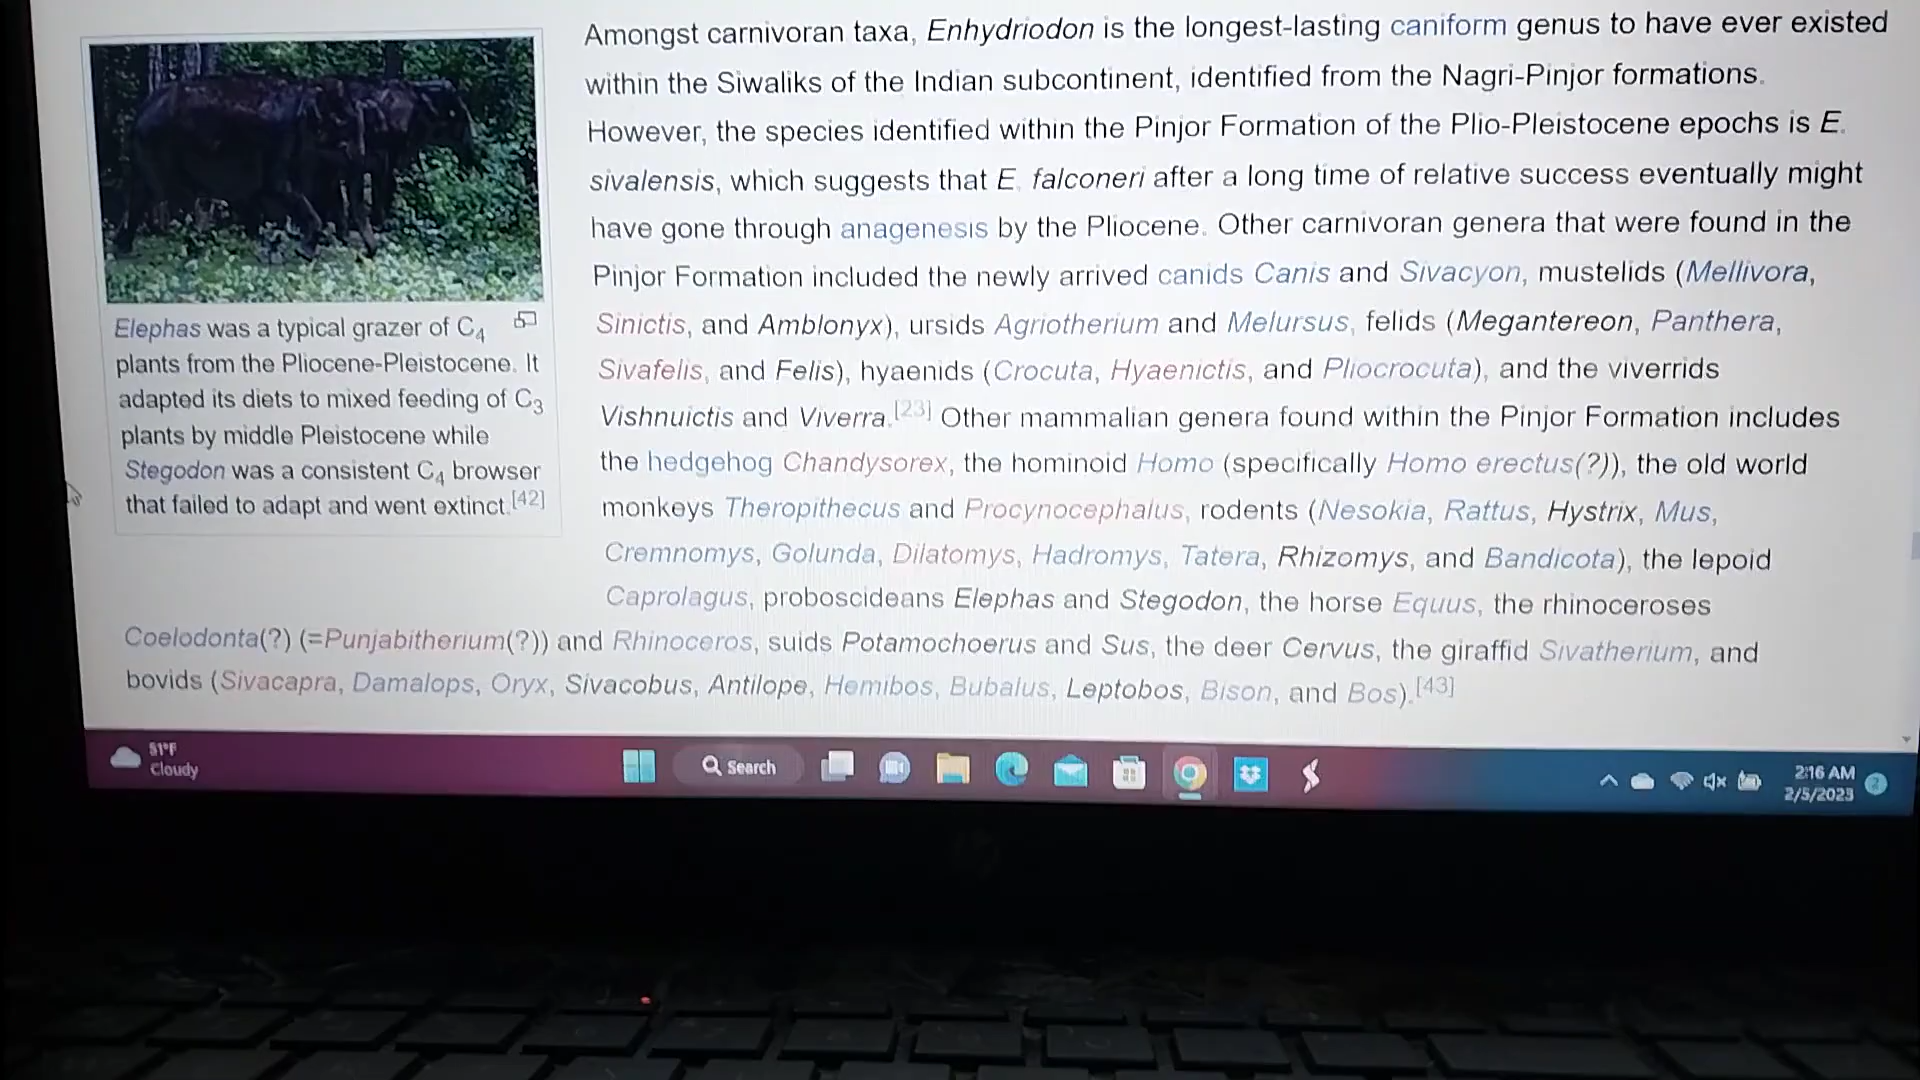 Amongst carnivoran taxa, Enhydriodon is the longest-lasting caniform genus to have ever existed
within the Siwaliks of the Indian subcontinent, identified from the Nagri-Pinjor formations.
However, the species identified within the Pinjor Formation of the Plio-Pleistocene epochs is E.
sivalensis, which suggests that E. falconeri after a long time of relative success eventually might
have gone through anagenesis by the Pliocene. Other carnivoran genera that were found in the
Pinjor Formation included the newly arrived canids Canis and Sivacyon, mustelids (Mellivora,
Sinictis, and Amblonyx), ursids Agriotherium and Melursus, felids (Megantereon, Panthera,
Sivafelis, and Felis), hyaenids (Crocuta, Hyaenictis, and Pliocrocuta), and the viverrids
Vishnuictis and Viverra.[23] Other mammalian genera found within the Pinjor Formation includes
the hedgehog Chandysorex, the hominoid Homo (specifically Homo erectus(?)), the old world
monkeys Theropithecus and Procynocephalus, rodents (Nesokia, Rattus, Hystrix, Mus,
Cremnomys, Golunda, Dilatomys, Hadromys, Tatera, Rhizomys, and Bandicota), the lepoid
Caprolagus, proboscideans Elephas and Stegodon, the horse Equus, the rhinoceroses
Coelodonta(?) (=Punjabitherium(?)) and Rhinoceros, suids Potamochoerus and Sus, the deer Cervus, the giraffid Sivatherium, and
bovids (Sivacapra, Damalops, Oryx, Sivacobus, Antilope, Hemibos, Bubalus, Leptobos, Bison, and Bos).[43]
Elephas was a typical grazer of C4
plants from the Pliocene-Pleistocene. It
adapted its diets to mixed feeding of C3
plants by middle Pleistocene while
Stegodon was a consistent C4 browser
that failed to adapt and went extinct.[42]
51°F
Cloudy
Search
2:16 AM
2/5/2023
2